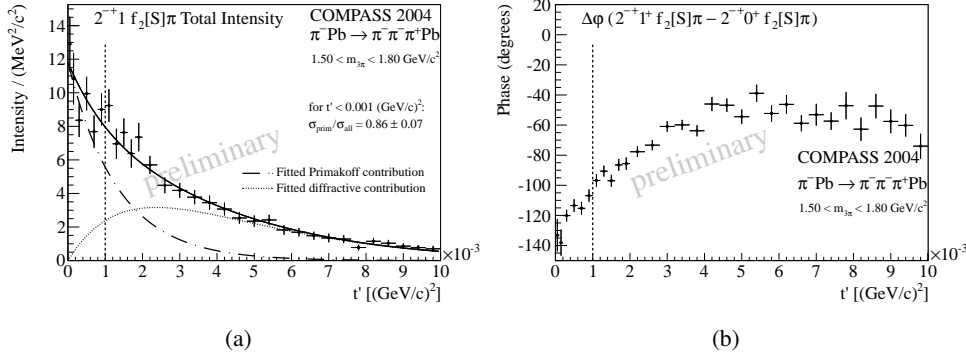 2⁻⁺1 f₂[S]π Total Intensity
COMPASS 2004
π⁻Pb → π⁻π⁻π⁺Pb
1.50 < m₃π < 1.80 GeV/c²
for t' < 0.001 (GeV/c)²:
σprim/σall = 0.86 ± 0.07
preliminary
Fitted Primakoff contribution
Fitted diffractive contribution
Intensity / (MeV²/c²)
14
12
10
8
6
4
2
0
0 1 2 3 4 5 6 7 8 9 10
×10⁻³
t' [(GeV/c)²]
(a)
Δφ (2⁻⁺1⁺ f₂[S]π – 2⁻⁺0⁺ f₂[S]π)
preliminary
COMPASS 2004
π⁻Pb → π⁻π⁻π⁺Pb
1.50 < m₃π < 1.80 GeV/c²
Phase (degrees)
20
0
-20
-40
-60
-80
-100
-120
-140
0 1 2 3 4 5 6 7 8 9 10
×10⁻³
t' [(GeV/c)²]
(b)